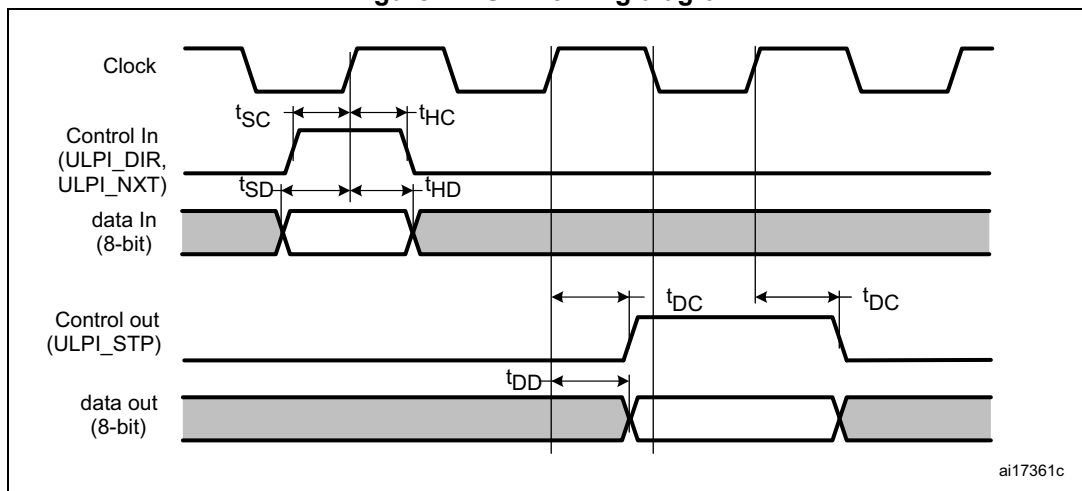 Clock
tSC
tHC
Control In
(ULPI_DIR,
ULPI_NXT)
tSD
tHD
data In
(8-bit)
tDC
tDC
Control out
(ULPI_STP)
tDD
data out
(8-bit)
ai17361c